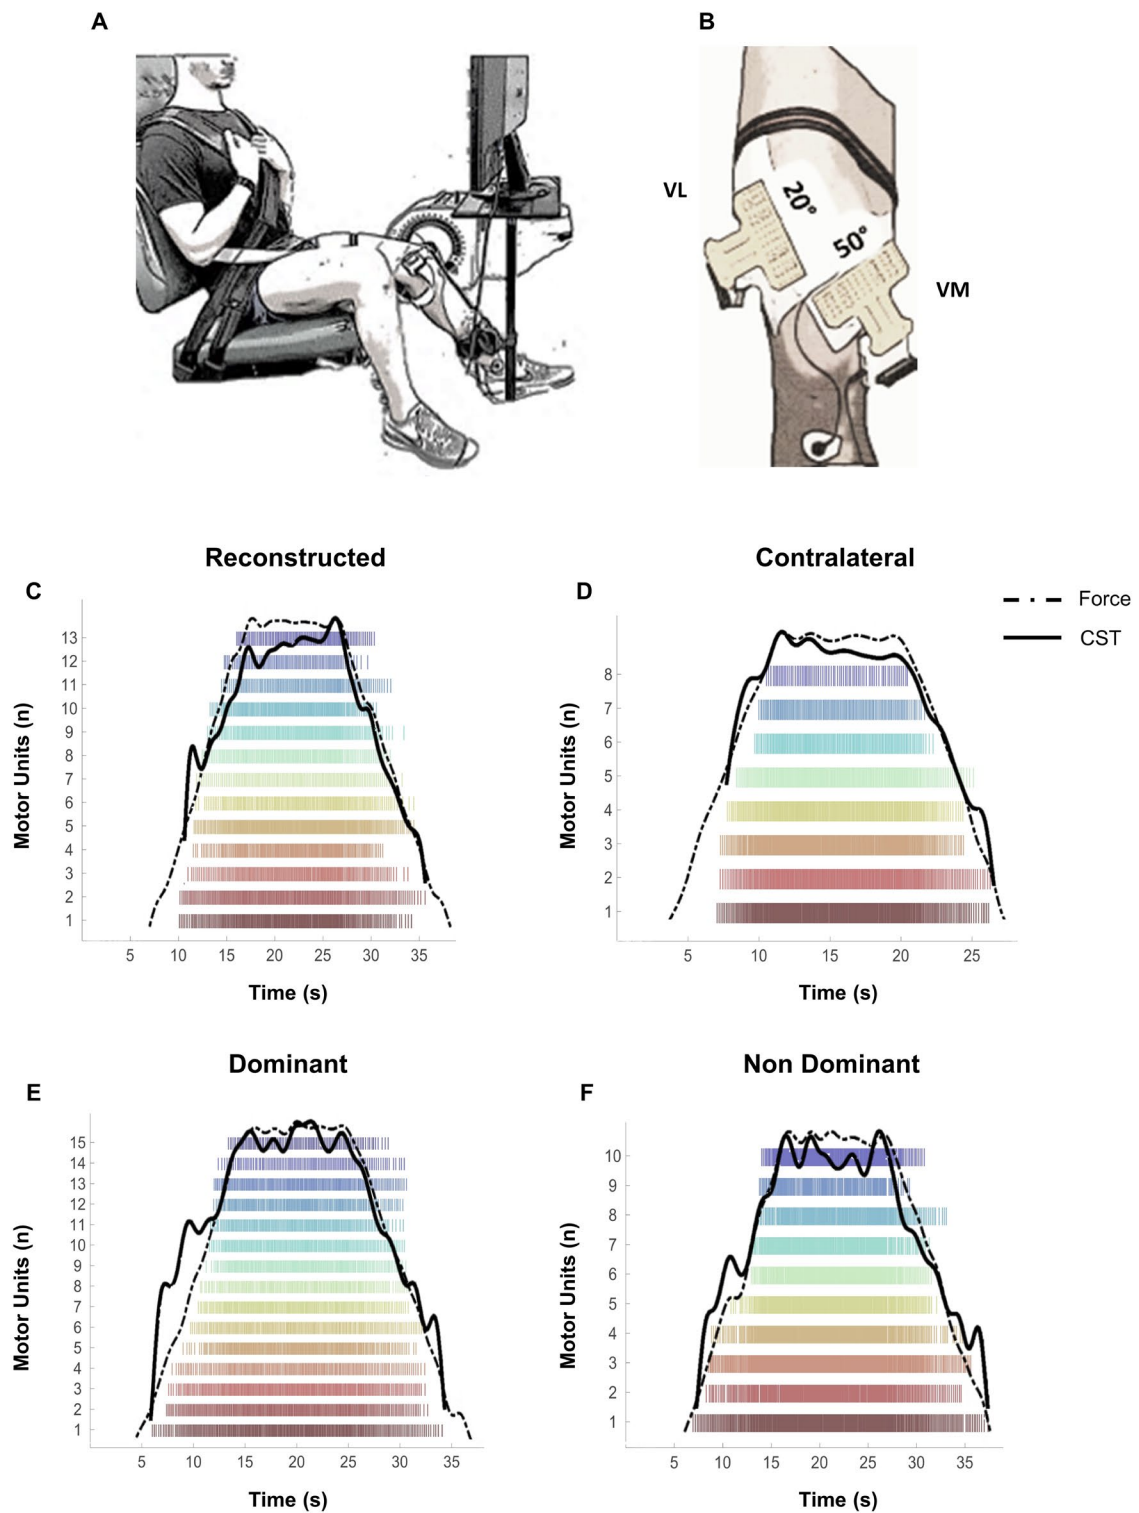 A
B
VL
20°
50°
VM
Reconstructed
Contralateral
C
D
Force
CST
Motor Units (n)
13
12
11
10
9
8
7
6
5
4
3
2
1
5 10 15 20 25 30 35
Time (s)
Motor Units (n)
8
7
6
5
4
3
2
1
5 10 15 20 25
Time (s)
Dominant
Non Dominant
E
F
Motor Units (n)
15
14
13
12
11
10
9
8
7
6
5
4
3
2
1
5 10 15 20 25 30 35
Time (s)
Motor Units (n)
10
9
8
7
6
5
4
3
2
1
5 10 15 20 25 30 35
Time (s)